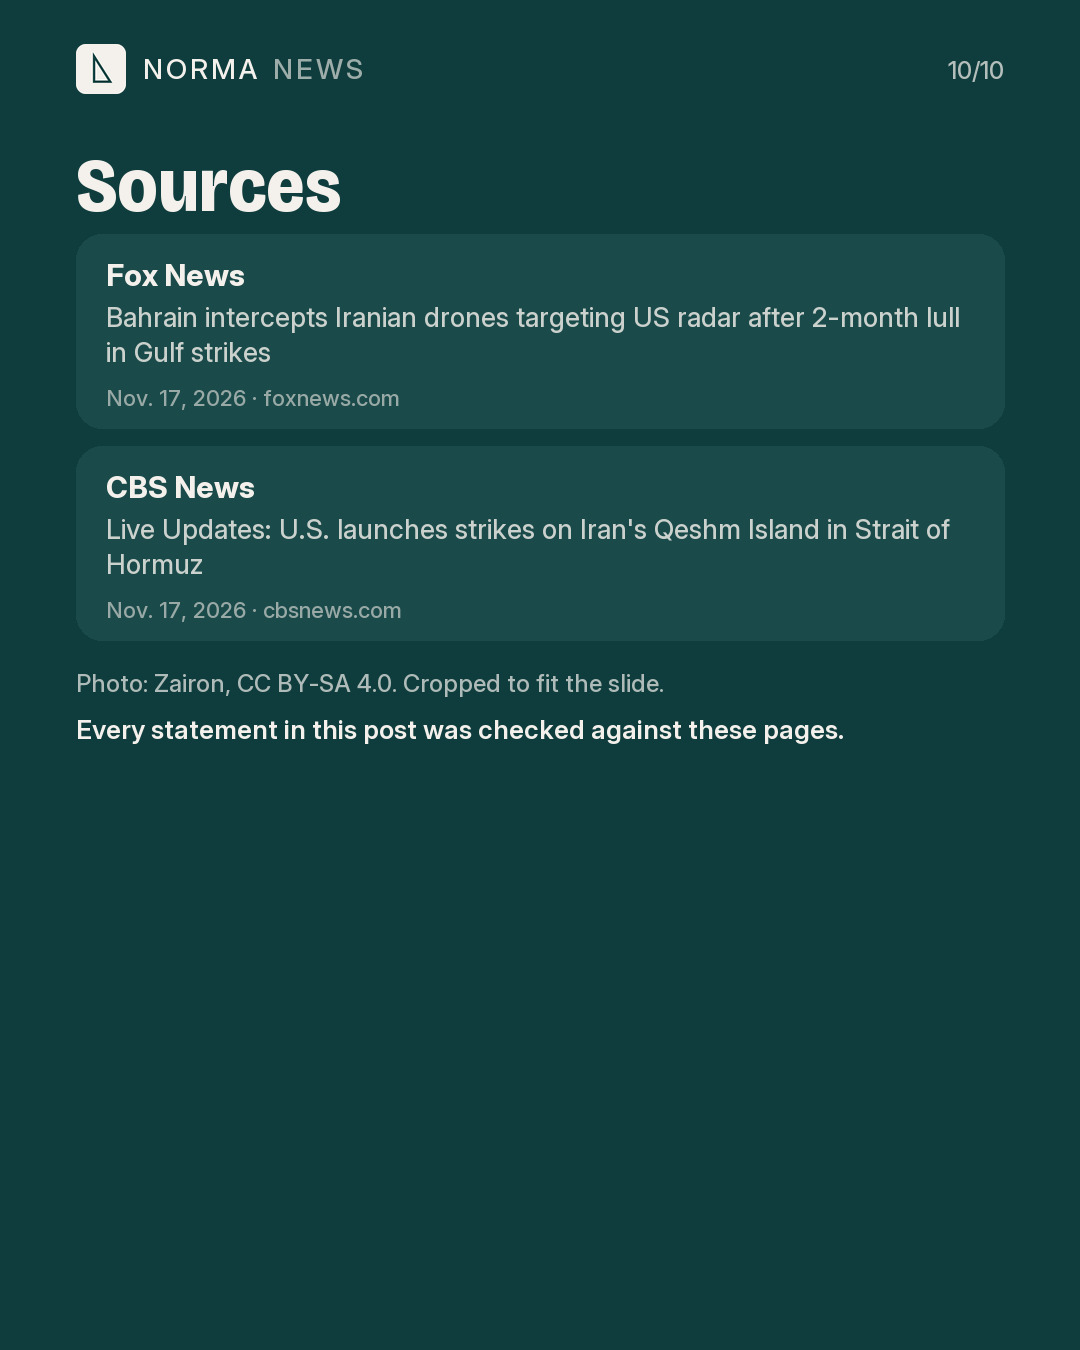 NORMA NEWS
10/10
Sources
Fox News
Bahrain intercepts Iranian drones targeting US radar after 2-month lull
in Gulf strikes
Nov. 17, 2026 · foxnews.com
CBS News
Live Updates: U.S. launches strikes on Iran's Qeshm Island in Strait of
Hormuz
Nov. 17, 2026 · cbsnews.com
Photo: Zairon, CC BY-SA 4.0. Cropped to fit the slide.
Every statement in this post was checked against these pages.